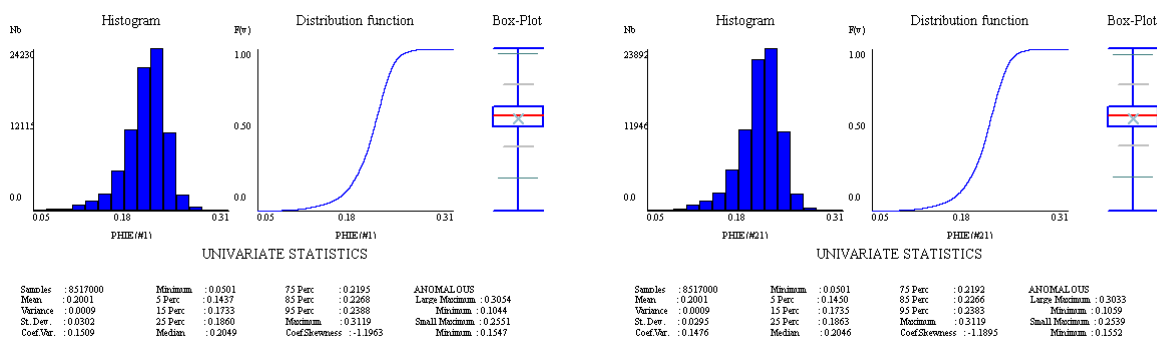 Histogram Distribution function Box-Plot
Nb F(v)
24230 1.00
12115 0.50
0.0 0.0
0.05 0.18 0.31 0.05 0.18 0.31
PHIE(#1) PHIE(#1)
UNIVARIATE STATISTICS
Samples :8517000 Minimum :0.0501 75 Perc :0.2195 ANOMALOUS
Mean :0.2001 5 Perc :0.1437 85 Perc :0.2268 Large Maximum :0.3054
Variance :0.0009 15 Perc :0.1733 95 Perc :0.2388 Minimum :0.1044
St. Dev. :0.0302 25 Perc :0.1860 Maximum :0.3119 Small Maximum :0.2551
Coef.Var. :0.1509 Median :0.2049 Coef.Skewness :-1.1963 Minimum :0.1547
Histogram Distribution function Box-Plot
Nb F(v)
23892 1.00
11946 0.50
0.0 0.0
0.05 0.18 0.31 0.05 0.18 0.31
PHIE(#21) PHIE(#21)
UNIVARIATE STATISTICS
Samples :8517000 Minimum :0.0501 75 Perc :0.2192 ANOMALOUS
Mean :0.2001 5 Perc :0.1450 85 Perc :0.2266 Large Maximum :0.3033
Variance :0.0009 15 Perc :0.1735 95 Perc :0.2383 Minimum :0.1059
St. Dev. :0.0295 25 Perc :0.1863 Maximum :0.3119 Small Maximum :0.2539
Coef.Var. :0.1476 Median :0.2046 Coef.Skewness :-1.1895 Minimum :0.1552